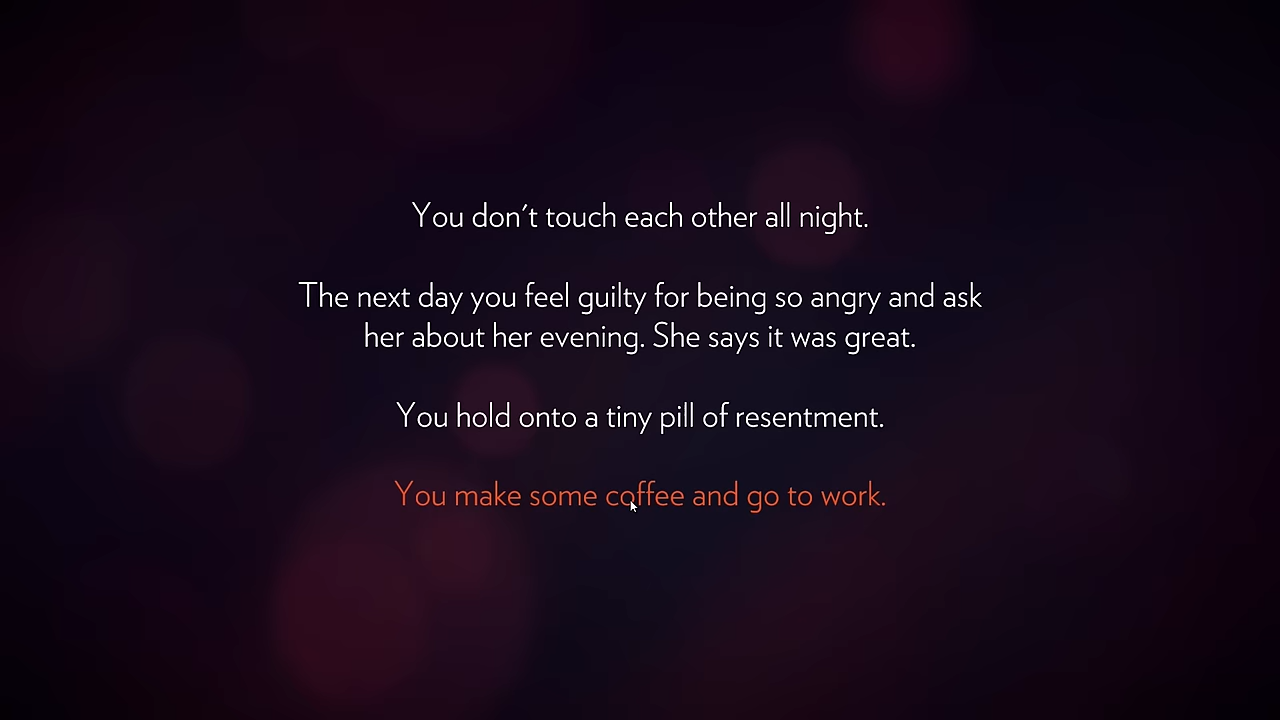 You don't touch each other all night.
The next day you feel guilty for being so angry and ask
her about her evening. She says it was great.
You hold onto a tiny pill of resentment.
You make some coffee and go to work.